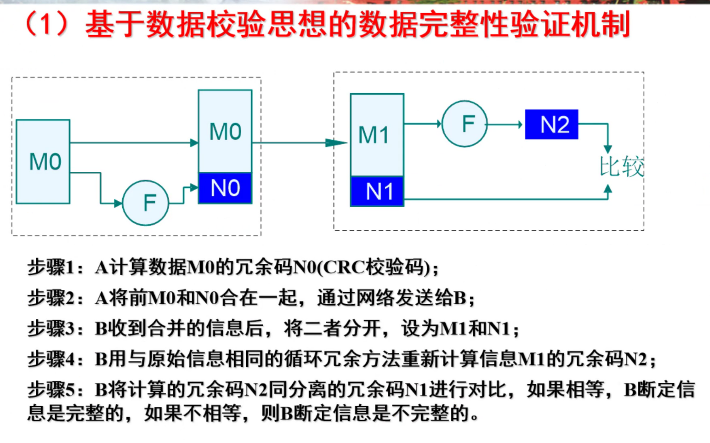 （1）基于数据校验思想的数据完整性验证机制
M0
F
M0
N0
M1
N1
F
N2
比较
步骤1：A计算数据M0的冗余码N0(CRC校验码)；
步骤2：A将前M0和N0合在一起，通过网络发送给B；
步骤3：B收到合并的信息后，将二者分开，设为M1和N1；
步骤4：B用与原始信息相同的循环冗余方法重新计算信息M1的冗余码N2；
步骤5：B将计算的冗余码N2同分离的冗余码N1进行对比，如果相等，B断定信
息是完整的，如果不相等，则B断定信息是不完整的。